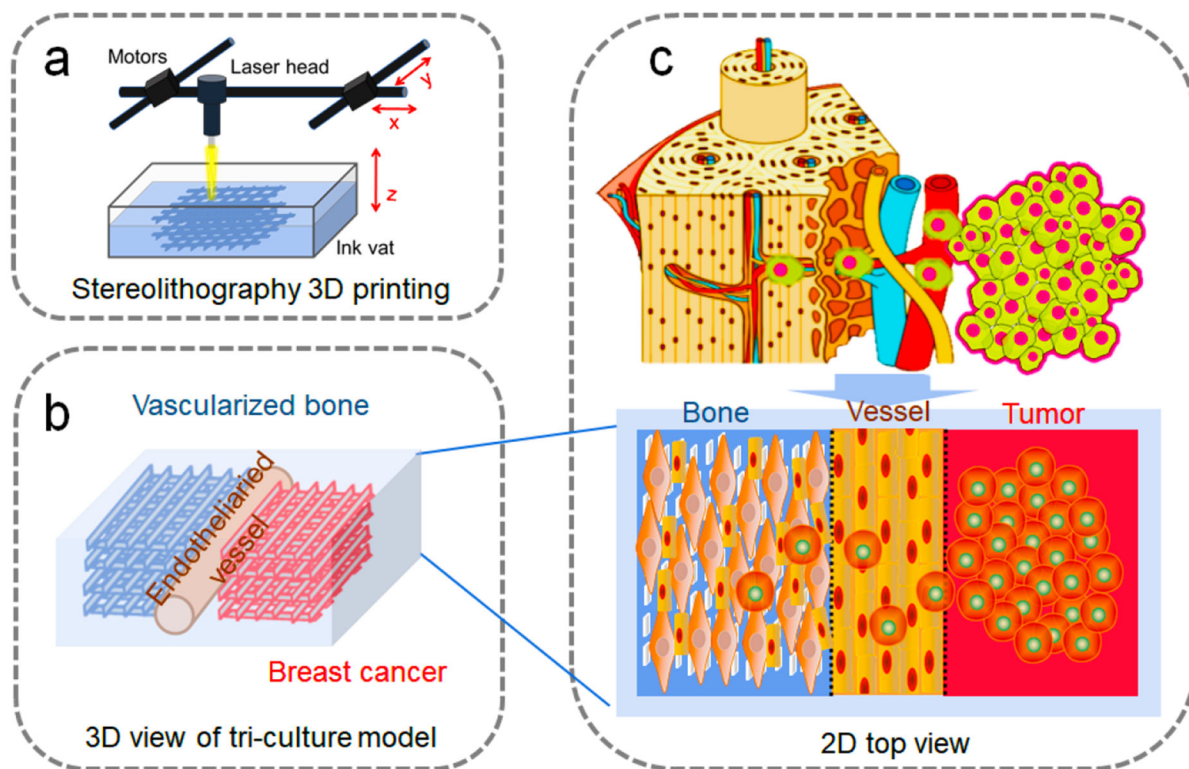 a
Motors
Laser head
y
x
z
Ink vat
Stereolithography 3D printing
b
Vascularized bone
Endotheliaried
vessel
Breast cancer
3D view of tri-culture model
c
Bone
Vessel
Tumor
2D top view